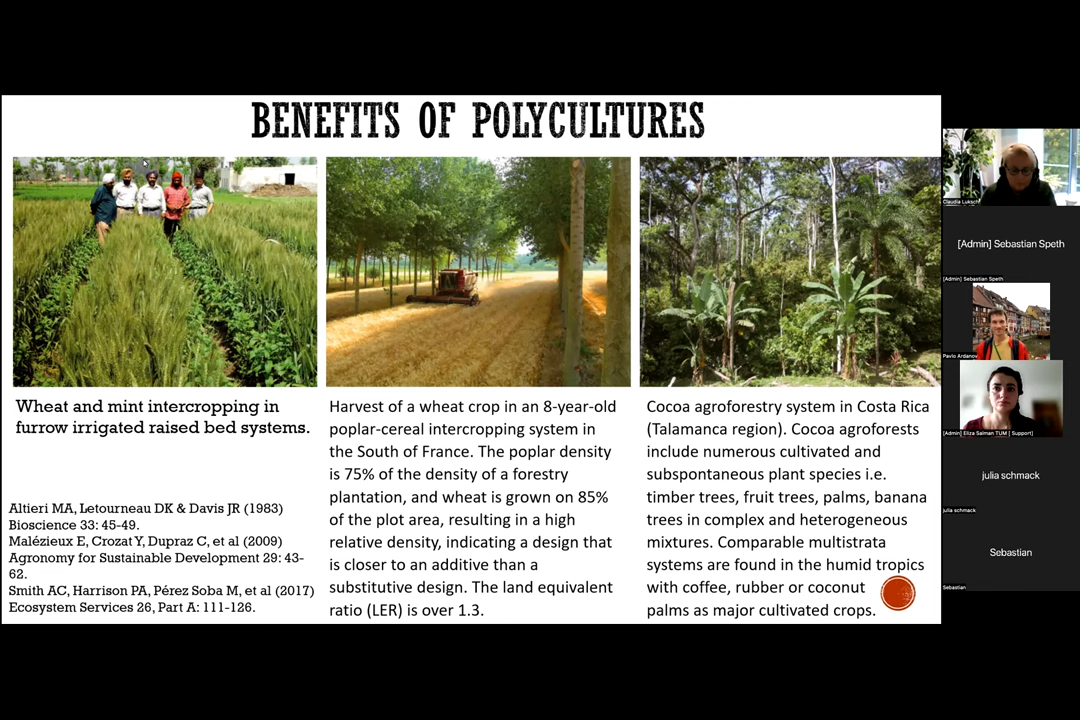 BENEFITS OF POLYCULTURES
Wheat and mint intercropping in
furrow irrigated raised bed systems.
Altieri MA, Letourneau DK & Davis JR (1983)
Bioscience 33: 45-49.
Malézieux E, Crozat Y, Dupraz C, et al (2009)
Agronomy for Sustainable Development 29: 43-
62.
Smith AC, Harrison PA, Pérez Soba M, et al (2017)
Ecosystem Services 26, Part A: 111-126.
Harvest of a wheat crop in an 8-year-old
poplar-cereal intercropping system in
the South of France. The poplar density
is 75% of the density of a forestry
plantation, and wheat is grown on 85%
of the plot area, resulting in a high
relative density, indicating a design that
is closer to an additive than a
substitutive design. The land equivalent
ratio (LER) is over 1.3.
Cocoa agroforestry system in Costa Rica
(Talamanca region). Cocoa agroforests
include numerous cultivated and
subspontaneous plant species i.e.
timber trees, fruit trees, palms, banana
trees in complex and heterogeneous
mixtures. Comparable multistrata
systems are found in the humid tropics
with coffee, rubber or coconut
palms as major cultivated crops.
Claudia Luksch
[Admin] Sebastian Speth
[Admin] Sebastian Speth
Pavlo Ardanov
[Admin] Eliza Salman TUM [ Support]
julia schmack
julia schmack
Sebastian
Sebastian